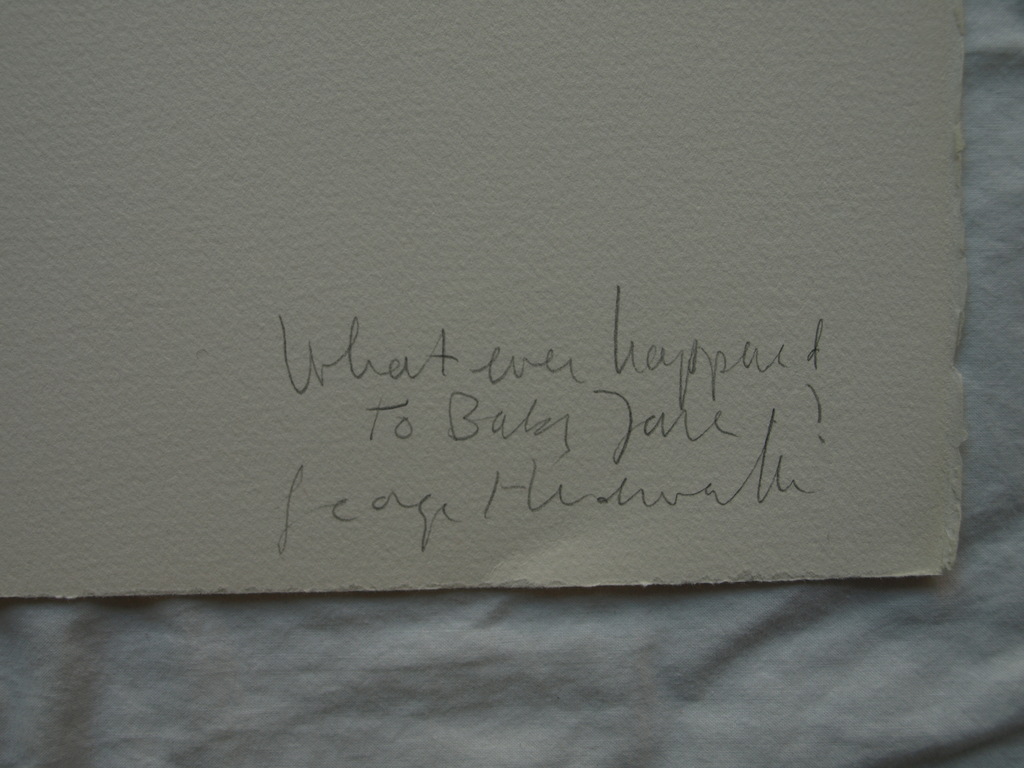 What ever happened
to Baby Jane?
George